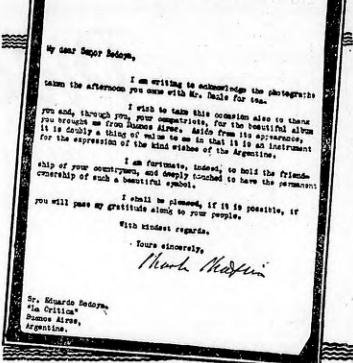 My dear Senor Bedoya,
I am writing to acknowledge the photographs
taken the afternoon you came with Mr. Dahle for tea.
I wish to take this occasion also to thank
you and, through you, your compatriots, for the beautiful album
you brought me from Buenos Aires. Aside from its appearance,
it is doubly a thing of value to me in that it is an instrument
for the expression of the kind wishes of the Argentine.
I am fortunate, indeed, to hold the friend-
ship of your countrymen, and deeply touched to have the permanent
ownership of such a beautiful symbol.
I shall be pleased, if it is possible, if
you will pass my gratitude along to your people.
With kindest regards.
Yours sincerely,
Charles Chaplin
Sr. Eduardo Bedoya,
"La Critica"
Buenos Aires,
Argentine.